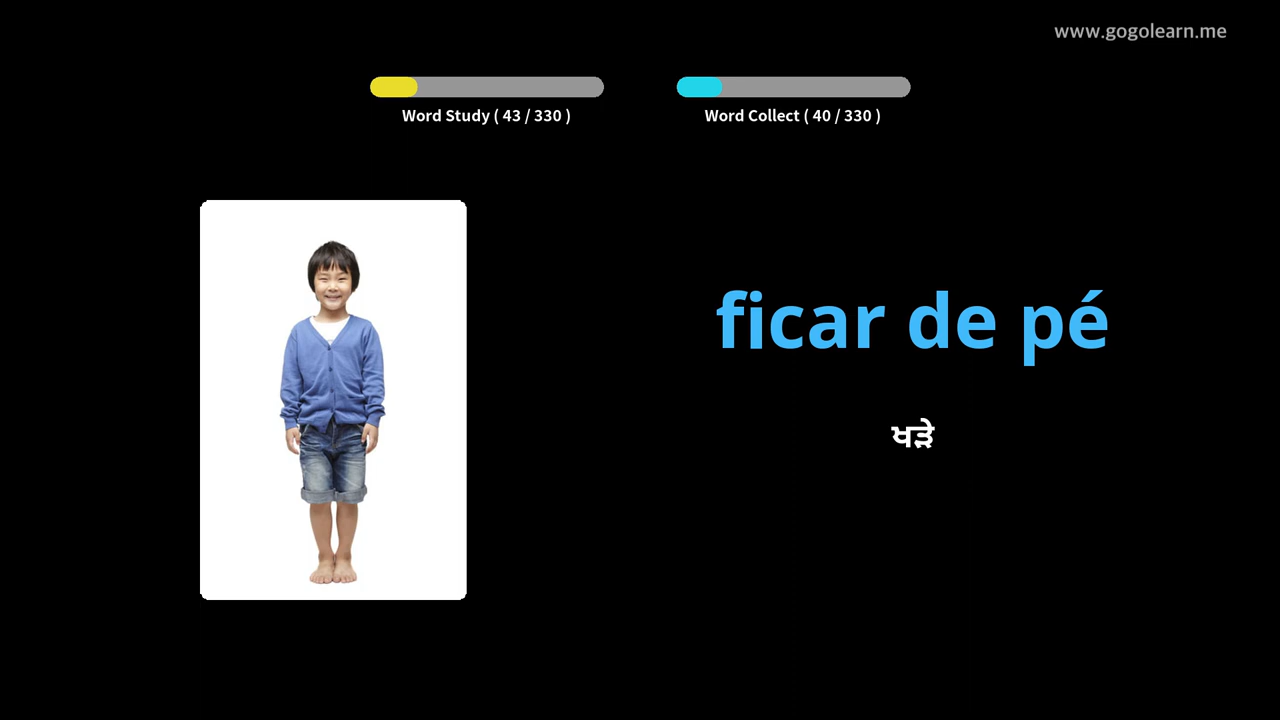 www.gogolearn.me
Word Study ( 43 / 330 )
Word Collect ( 40 / 330 )
ficar de pé
ਖੜੇ